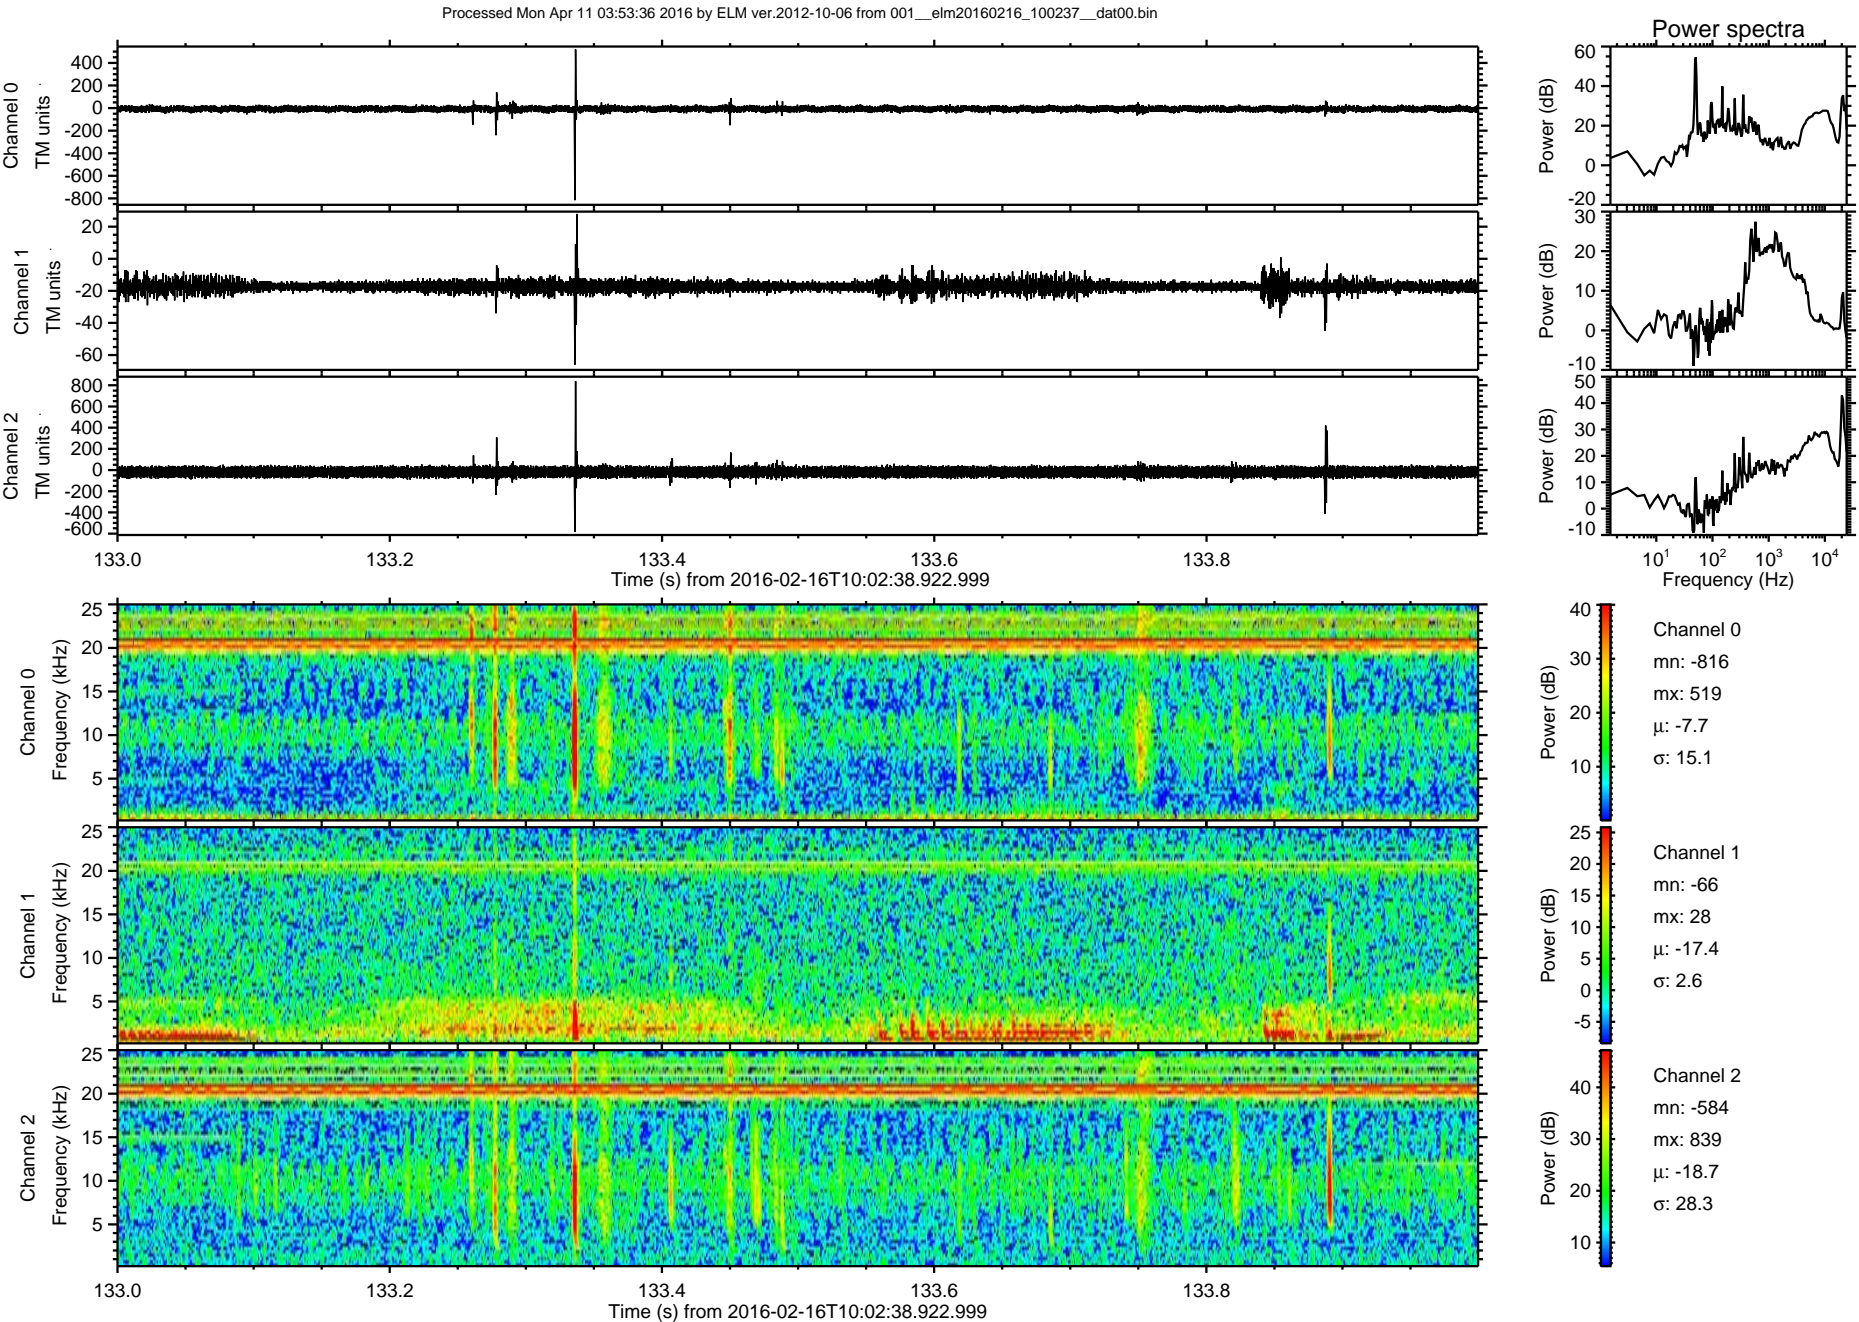 Processed Mon Apr 11 03:53:36 2016 by ELM ver.2012-10-06 from 001__elm20160216_100237__dat00.bin
Power spectra
Channel 0
TM units
400
200
0
-200
-400
-600
-800
Power (dB)
60
40
20
0
-20
Channel 1
TM units
20
0
-20
-40
-60
Power (dB)
30
20
10
0
-10
Channel 2
TM units
800
600
400
200
0
-200
-400
-600
Power (dB)
50
40
30
20
10
0
-10
133.0 133.2 133.4 133.6 133.8
Time (s) from 2016-02-16T10:02:38.922.999
10¹ 10² 10³ 10⁴
Frequency (Hz)
Channel 0
Frequency (kHz)
25
20
15
10
5
Power (dB)
40
30
20
10
Channel 0
mn: -816
mx: 519
μ: -7.7
σ: 15.1
Channel 1
Frequency (kHz)
25
20
15
10
5
Power (dB)
25
20
15
10
5
0
-5
Channel 1
mn: -66
mx: 28
μ: -17.4
σ: 2.6
Channel 2
Frequency (kHz)
25
20
15
10
5
Power (dB)
40
30
20
10
Channel 2
mn: -584
mx: 839
μ: -18.7
σ: 28.3
133.0 133.2 133.4 133.6 133.8
Time (s) from 2016-02-16T10:02:38.922.999